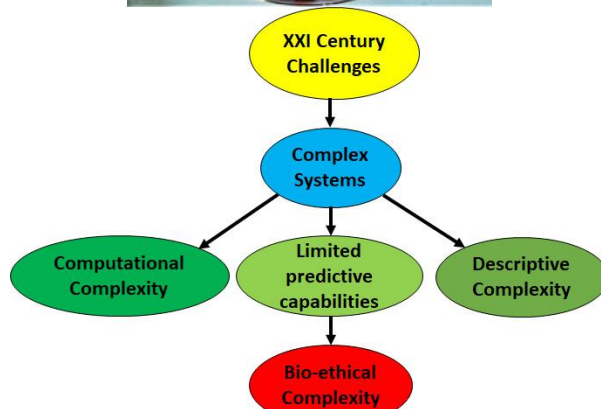 XXI Century
Challenges
Complex
Systems
Computational
Complexity
Limited
predictive
capabilities
Descriptive
Complexity
Bio-ethical
Complexity